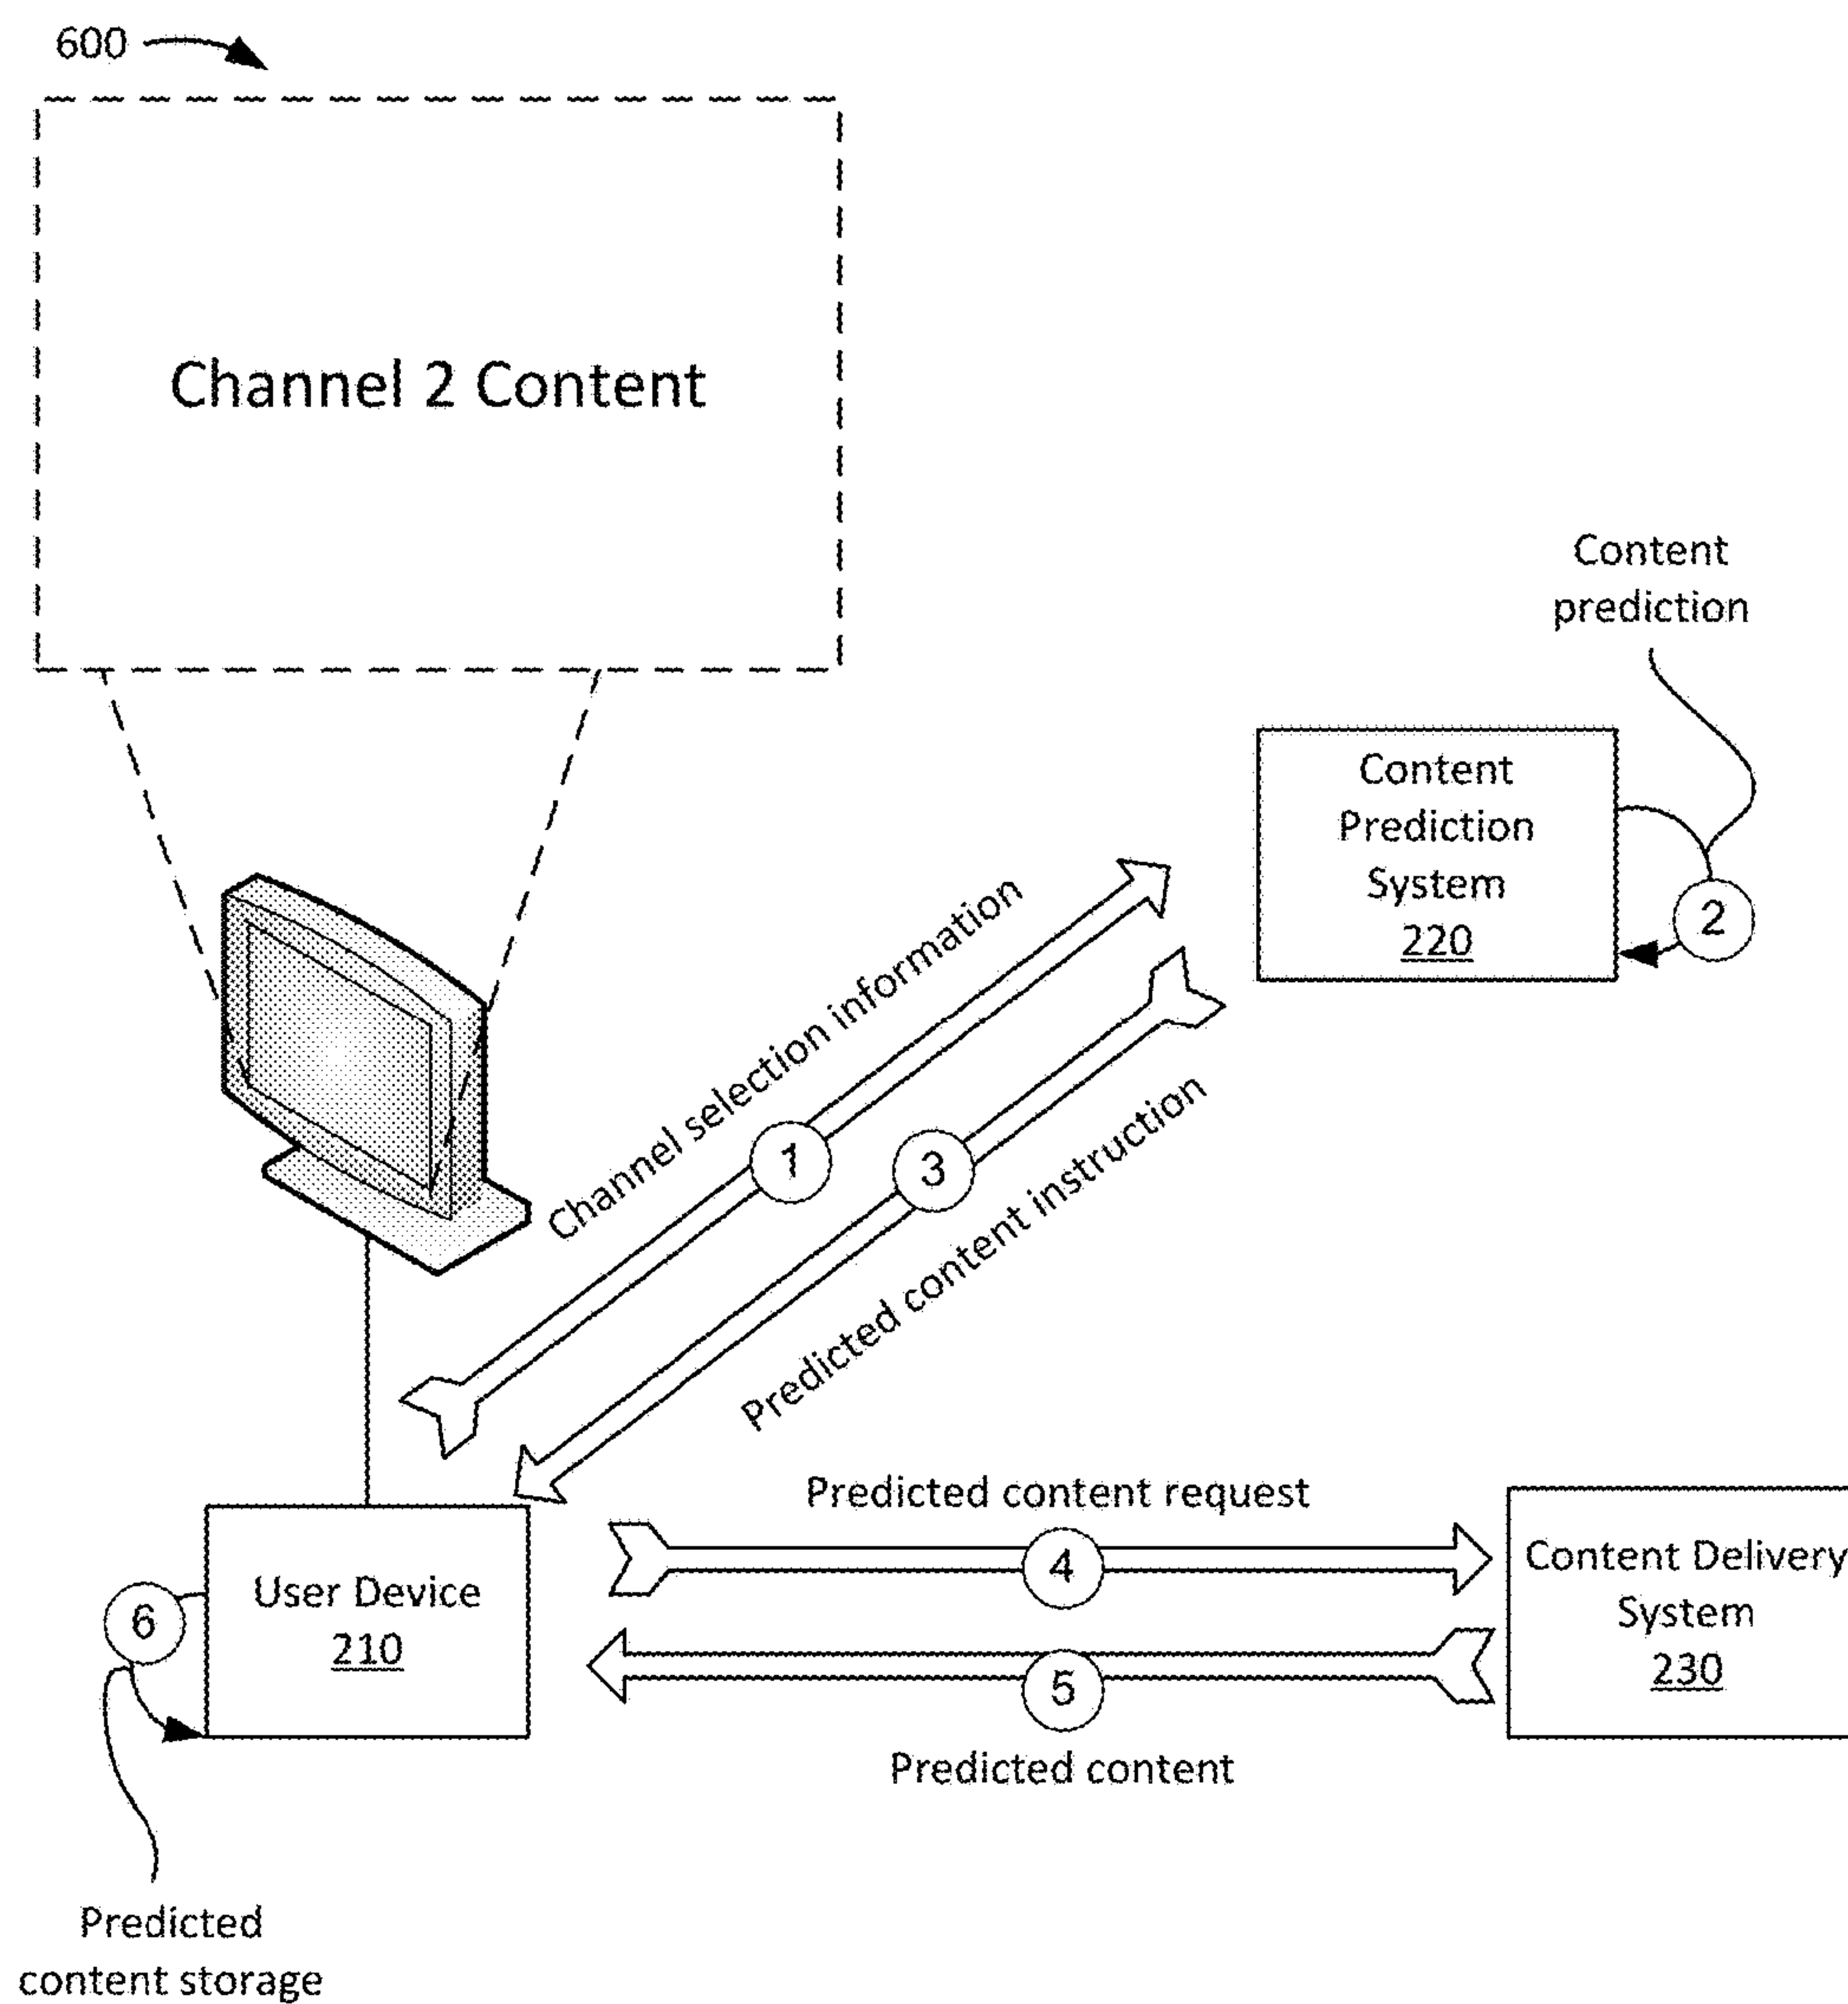 600
Channel 2 Content
Content
prediction
Content
Prediction
System
220
2
Channel selection information
1
3
Predicted content instruction
Predicted content request
4
Content Delivery
System
230
User Device
210
6
5
Predicted content
Predicted
content storage